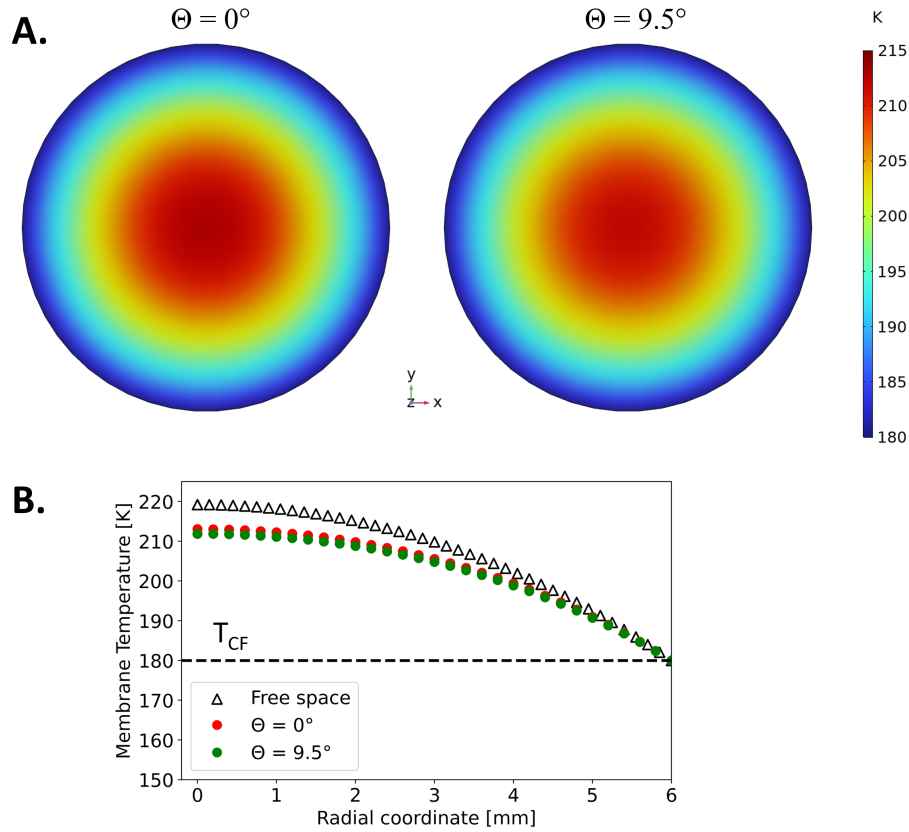 A.
Θ = 0°
Θ = 9.5°
K
215
210
205
200
195
190
185
180
y
z x
B.
Membrane Temperature [K]
220
210
200
190
180
170
160
150
T_CF
Free space
Θ = 0°
Θ = 9.5°
0 1 2 3 4 5 6
Radial coordinate [mm]